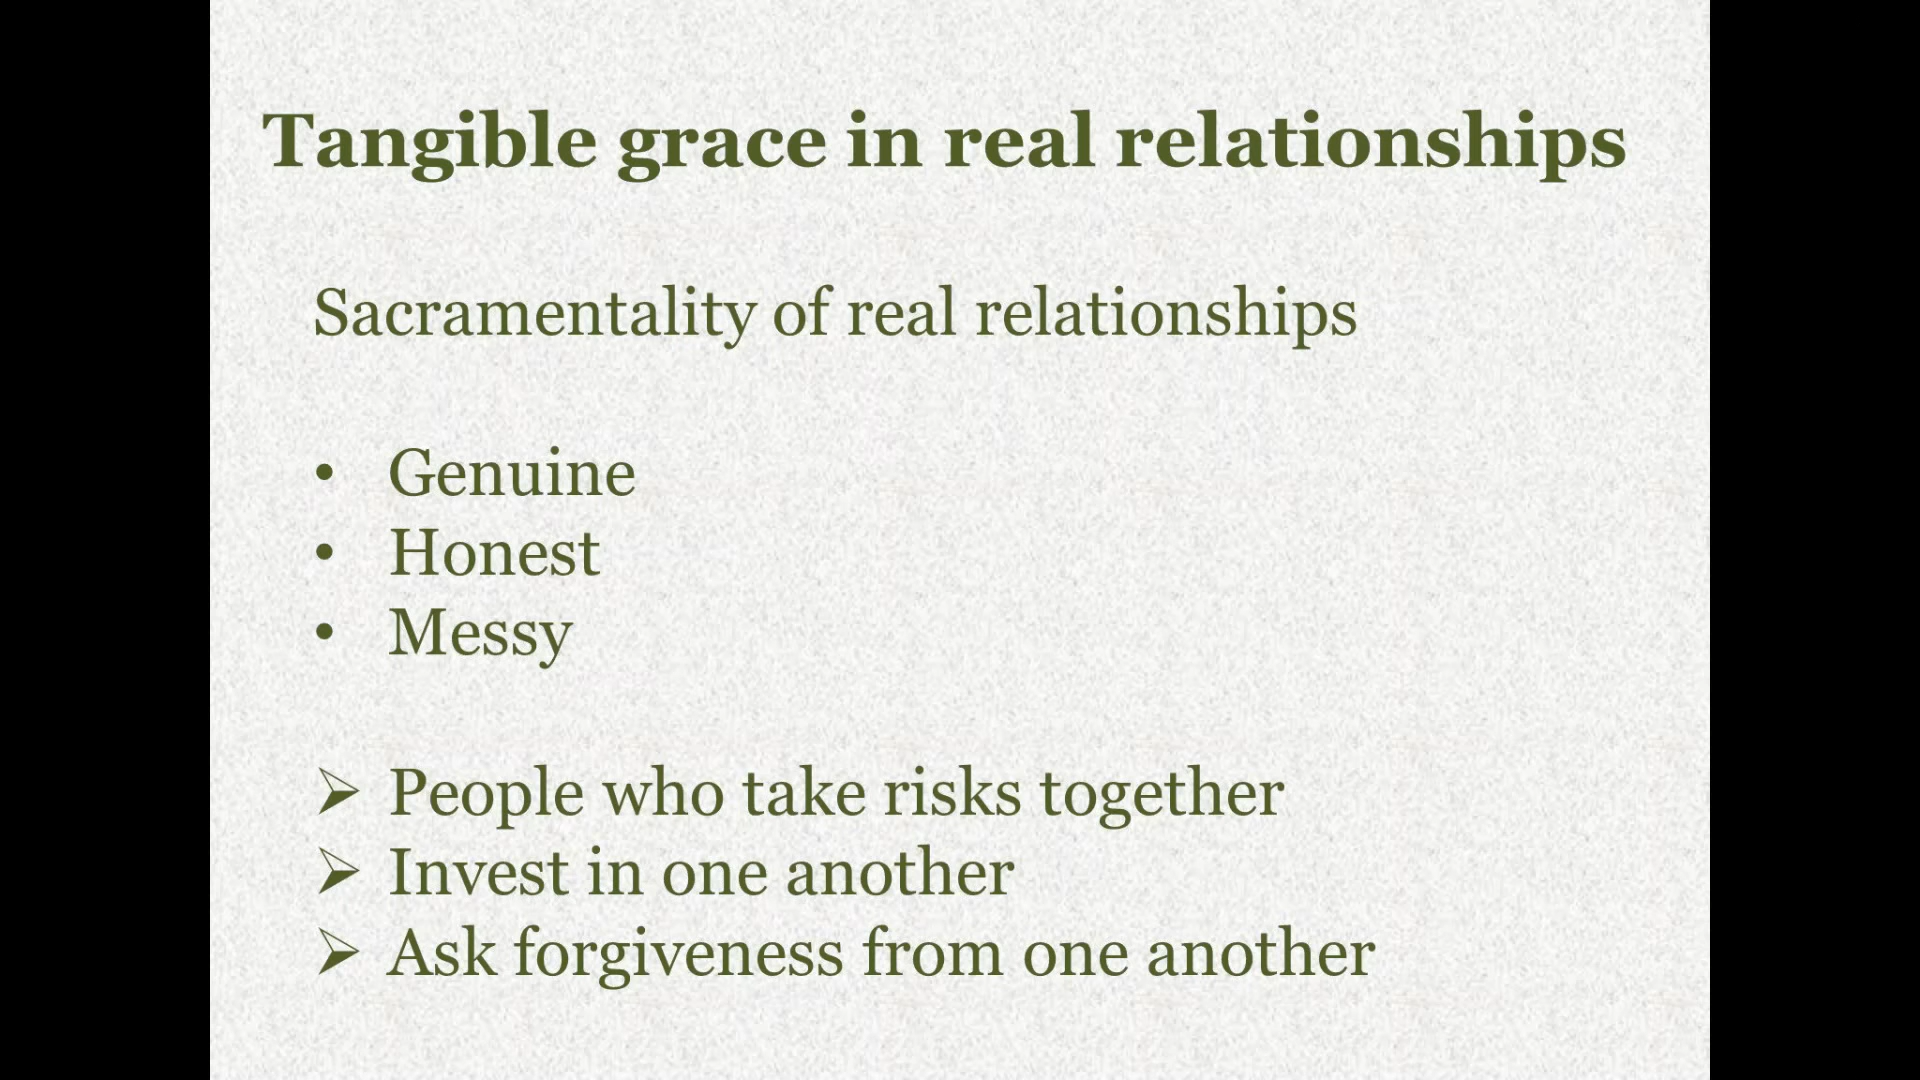 Tangible grace in real relationships
Sacramentality of real relationships
• Genuine
• Honest
• Messy
➢ People who take risks together
➢ Invest in one another
➢ Ask forgiveness from one another